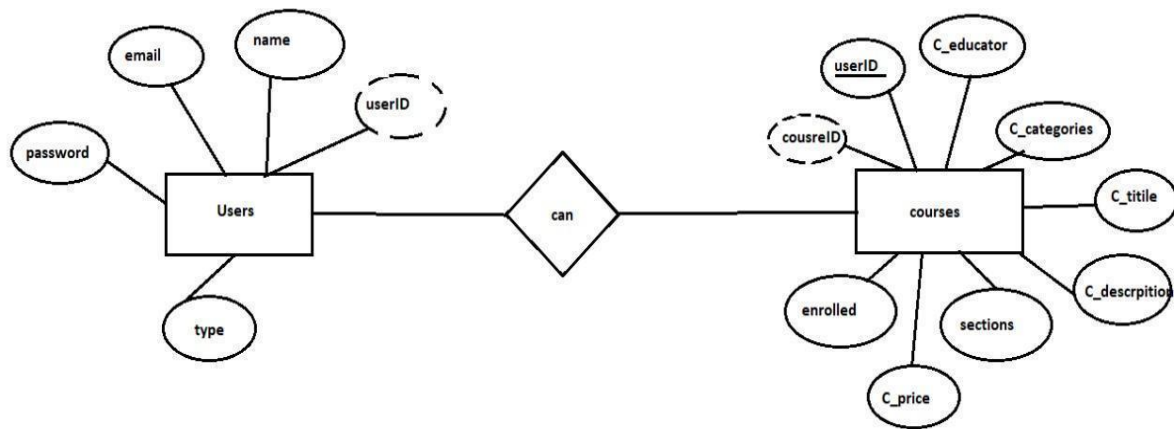 email
name
userID
password
Users
type
can
userID
C_educator
cousreID
C_categories
courses
C_titile
C_descrpition
enrolled
sections
C_price